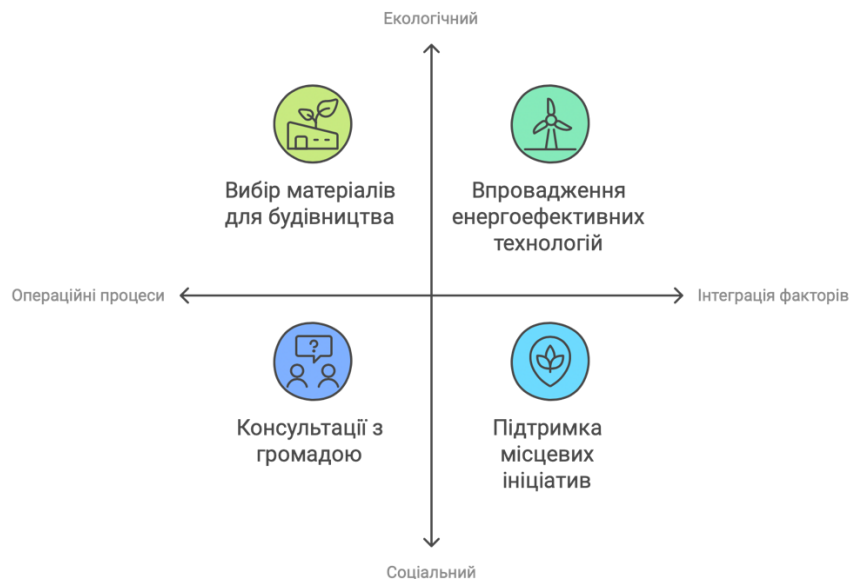 Екологічний
Вибір матеріалів
для будівництва
Впровадження
енергоефективних
технологій
Операційні процеси
Інтеграція факторів
?
Консультації з
громадою
Підтримка
місцевих
ініціатив
Соціальний